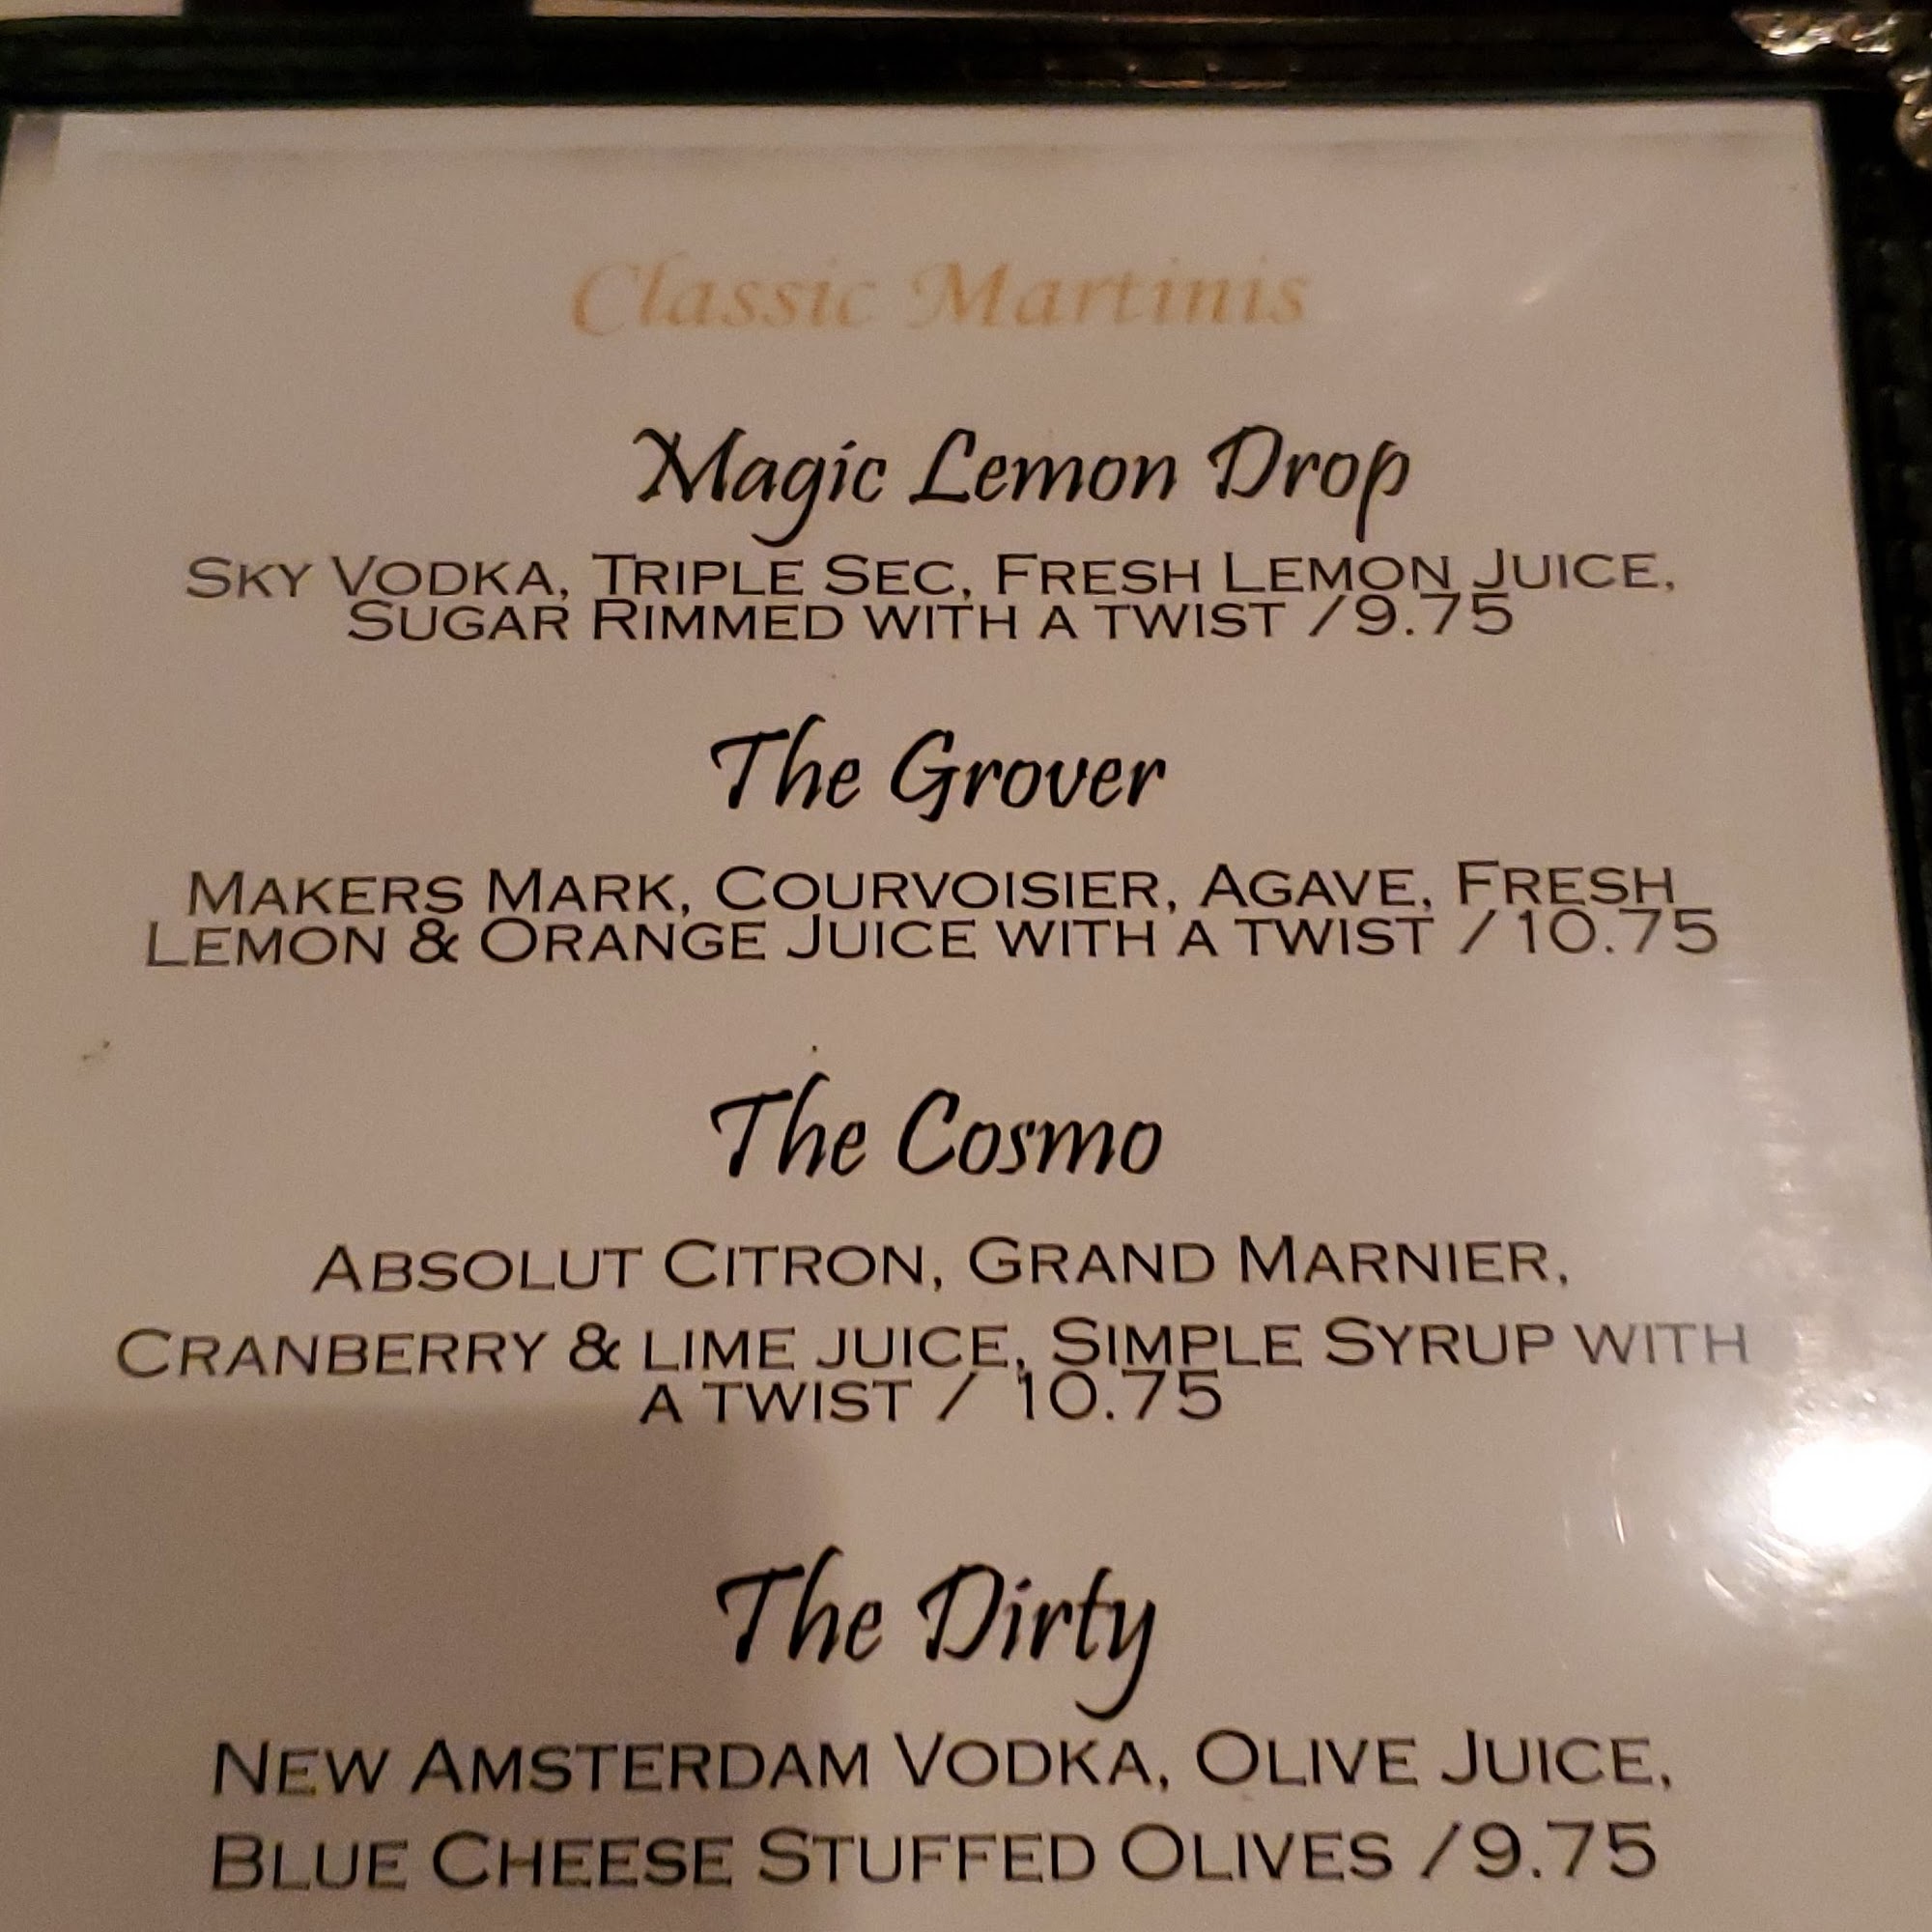 Classic Martinis
Magic Lemon Drop
SKY VODKA, TRIPLE SEC, FRESH LEMON JUICE,
SUGAR RIMMED WITH A TWIST /9.75
The Grover
MAKERS MARK, COURVOISIER, AGAVE, FRESH
LEMON & ORANGE JUICE WITH A TWIST /10.75
The Cosmo
ABSOLUT CITRON, GRAND MARNIER,
CRANBERRY & LIME JUICE, SIMPLE SYRUP WITH
A TWIST / 10.75
The Dirty
NEW AMSTERDAM VODKA, OLIVE JUICE,
BLUE CHEESE STUFFED OLIVES /9.75